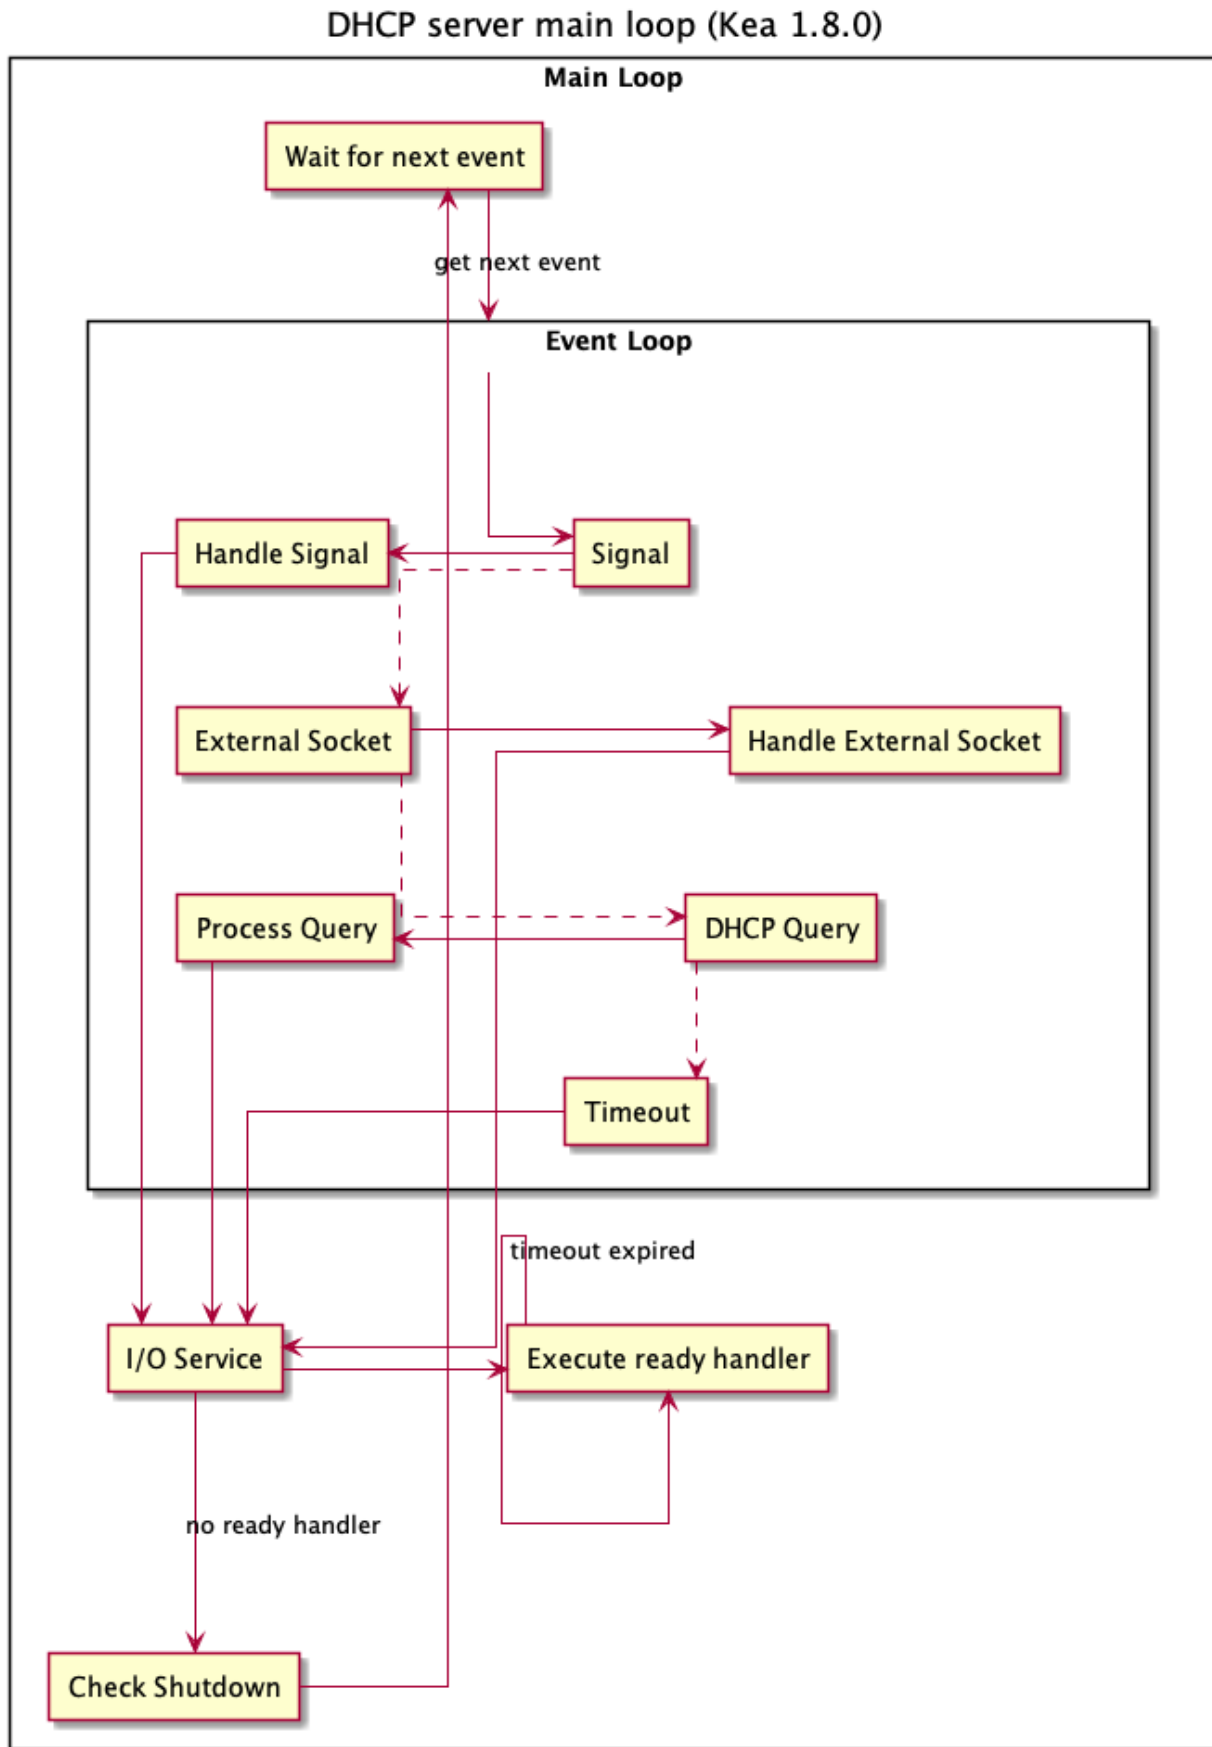 DHCP server main loop (Kea 1.8.0)
Main Loop
Wait for next event
get next event
Event Loop
Handle Signal
Signal
External Socket
Handle External Socket
Process Query
DHCP Query
Timeout
timeout expired
I/O Service
Execute ready handler
no ready handler
Check Shutdown